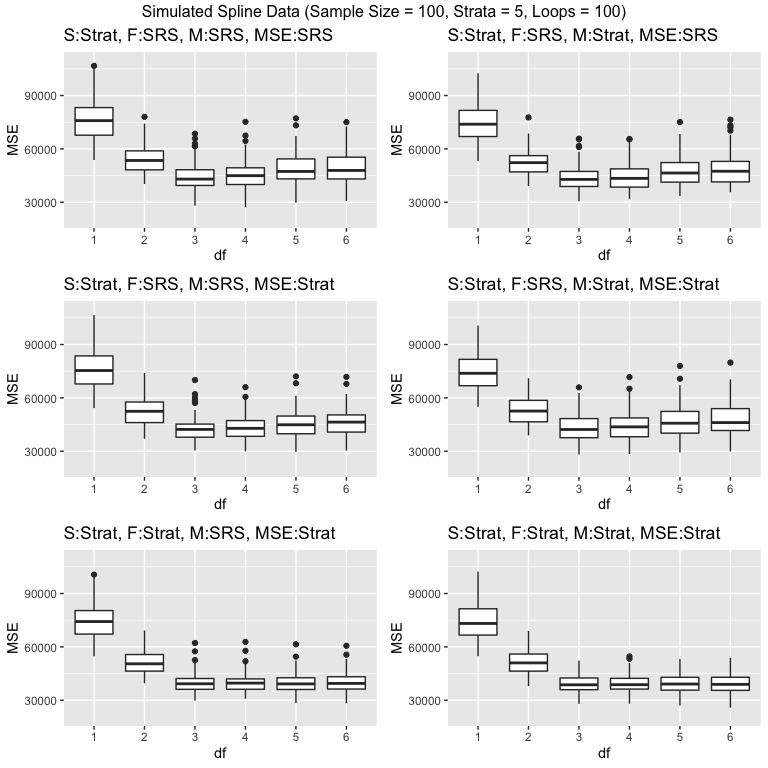 Simulated Spline Data (Sample Size = 100, Strata = 5, Loops = 100)
S:Strat, F:SRS, M:SRS, MSE:SRS
90000
60000
30000
MSE
1 2 3 4 5 6
df
S:Strat, F:SRS, M:Strat, MSE:SRS
90000
60000
30000
MSE
1 2 3 4 5 6
df
S:Strat, F:SRS, M:SRS, MSE:Strat
90000
60000
30000
MSE
1 2 3 4 5 6
df
S:Strat, F:SRS, M:Strat, MSE:Strat
90000
60000
30000
MSE
1 2 3 4 5 6
df
S:Strat, F:Strat, M:SRS, MSE:Strat
90000
60000
30000
MSE
1 2 3 4 5 6
df
S:Strat, F:Strat, M:Strat, MSE:Strat
90000
60000
30000
MSE
1 2 3 4 5 6
df